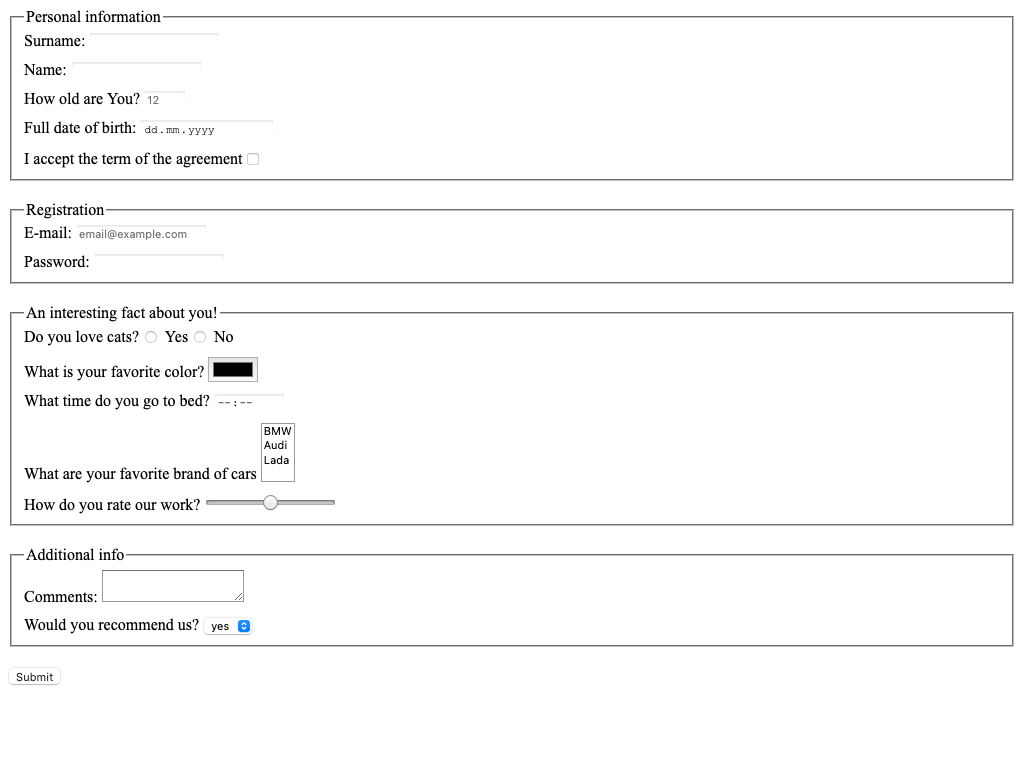 Personal information
Surname:
Name:
How old are You? 12
Full date of birth: dd.mm.yyyy
I accept the term of the agreement
Registration
E-mail: email@example.com
Password:
An interesting fact about you!
Do you love cats? Yes No
What is your favorite color?
What time do you go to bed? --:--
BMW
Audi
Lada
What are your favorite brand of cars
How do you rate our work?
Additional info
Comments:
Would you recommend us? yes
Submit